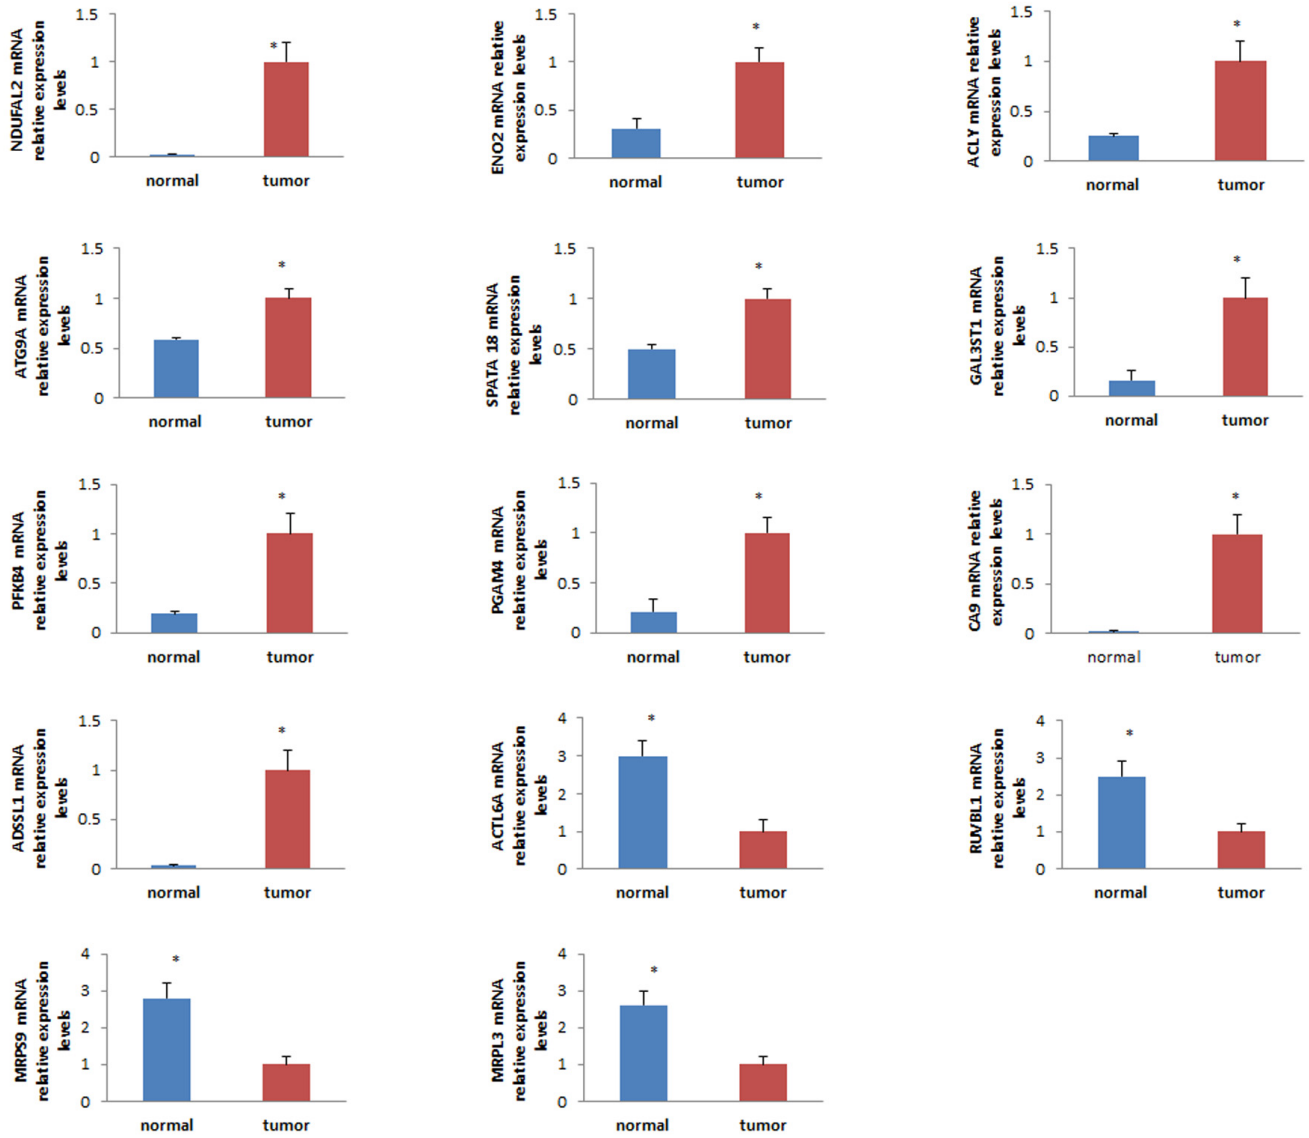 NDUFAL2 mRNA
relative expression
levels
1.5
1
0.5
0
normal tumor
*
ENO2 mRNA relative
expression levels
1.5
1
0.5
0
normal tumor
*
ACLY mRNA relative
expression levels
1.5
1
0.5
0
normal tumor
*
ATG9A mRNA
relative expression
levels
1.5
1
0.5
0
normal tumor
*
SPATA 18 mRNA
relative expression
levels
1.5
1
0.5
0
normal tumor
*
GAL3ST1 mRNA
relative expression
levels
1.5
1
0.5
0
normal tumor
*
PFKB4 mRNA
relative expression
levels
1.5
1
0.5
0
normal tumor
*
PGAM4 mRNA
relative expression
levels
1.5
1
0.5
0
normal tumor
*
CA9 mRNA relative
expression levels
1.5
1
0.5
0
normal tumor
*
ADSSL1 mRNA
relative expression
levels
1.5
1
0.5
0
normal tumor
*
ACTL6A mRNA
relative expression
levels
4
3
2
1
0
normal tumor
*
RUVBL1 mRNA
relative expression
levels
4
3
2
1
0
normal tumor
*
MRPS9 mRNA
relative expression
levels
4
3
2
1
0
normal tumor
*
MRPL3 mRNA
relative expression
levels
4
3
2
1
0
normal tumor
*